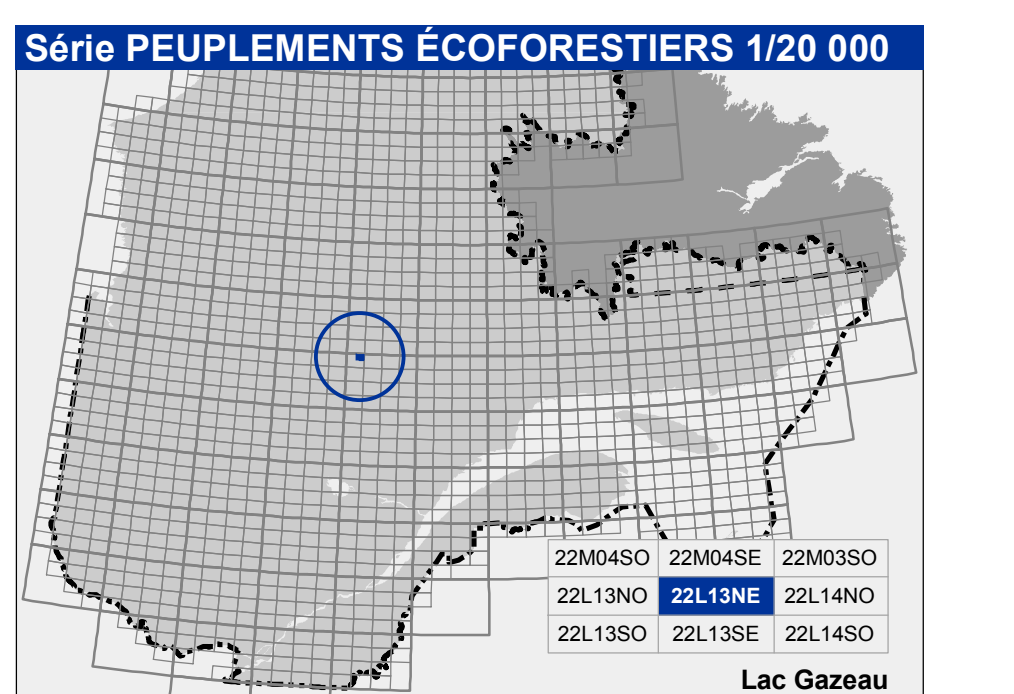 Série PEUPLEMENTS ÉCOFORESTIERS 1/20 000
22M04SO 22M04SE 22M03SO
22L13NO 22L13NE 22L14NO
22L13SO 22L13SE 22L14SO
Lac Gazeau